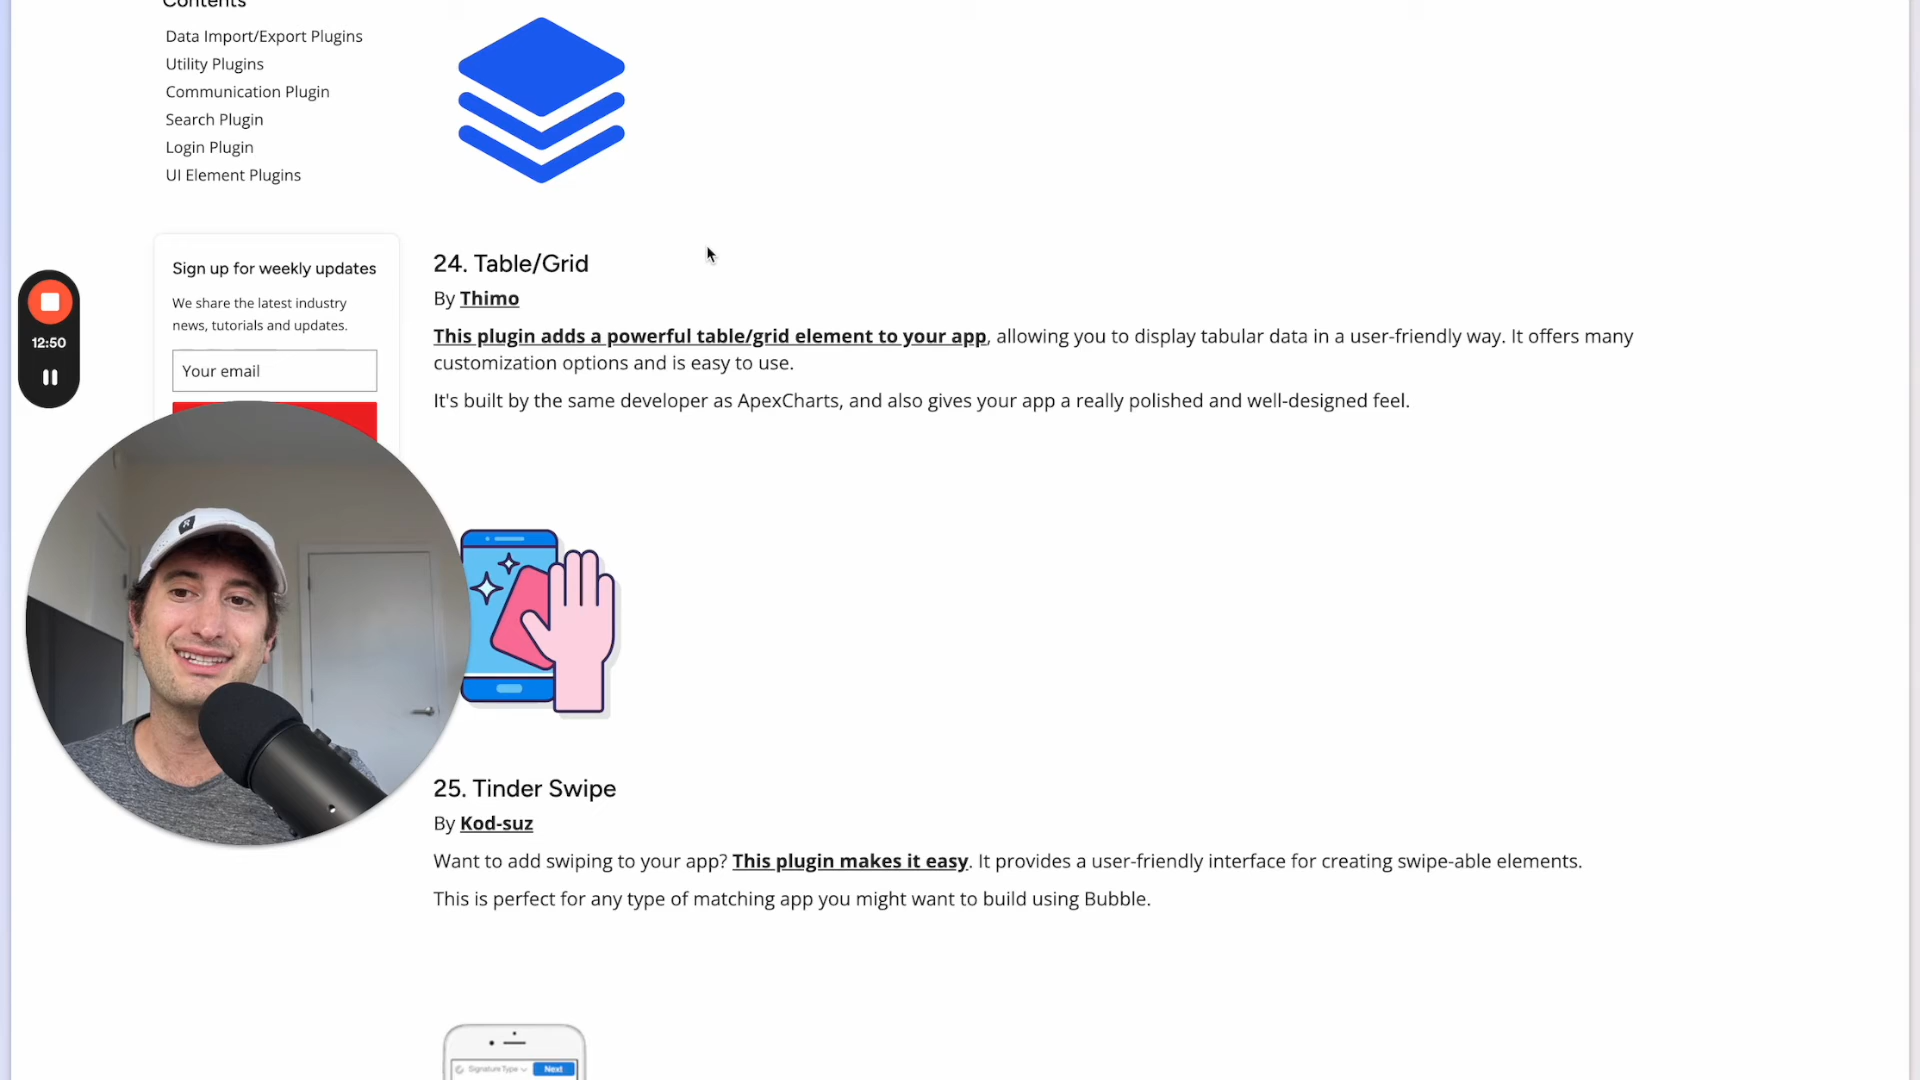 Contents
Data Import/Export Plugins
Utility Plugins
Communication Plugin
Search Plugin
Login Plugin
UI Element Plugins
Sign up for weekly updates
We share the latest industry
news, tutorials and updates.
Your email
12:50
24. Table/Grid
By Thimo
This plugin adds a powerful table/grid element to your app, allowing you to display tabular data in a user-friendly way. It offers many
customization options and is easy to use.
It's built by the same developer as ApexCharts, and also gives your app a really polished and well-designed feel.
25. Tinder Swipe
By Kod-suz
Want to add swiping to your app? This plugin makes it easy. It provides a user-friendly interface for creating swipe-able elements.
This is perfect for any type of matching app you might want to build using Bubble.
SignatureType
Next